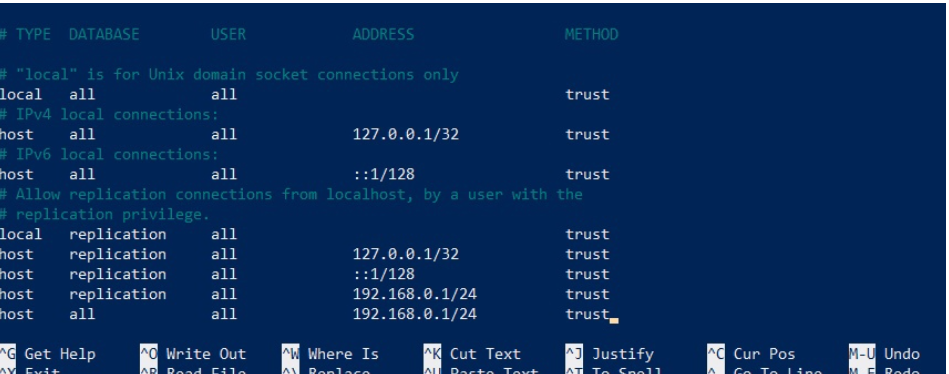 # TYPE  DATABASE        USER            ADDRESS                 METHOD
# "local" is for Unix domain socket connections only
local   all             all                                     trust
# IPv4 local connections:
host    all             all             127.0.0.1/32            trust
# IPv6 local connections:
host    all             all             ::1/128                 trust
# Allow replication connections from localhost, by a user with the
# replication privilege.
local   replication     all                                     trust
host    replication     all             127.0.0.1/32            trust
host    replication     all             ::1/128                 trust
host    replication     all             192.168.0.1/24          trust
host    all             all             192.168.0.1/24          trust
^G Get Help     ^O Write Out    ^W Where Is     ^K Cut Text     ^J Justify      ^C Cur Pos      M-U Undo
^X Exit         ^R Read File    ^\ Replace      ^U Paste Text   ^T To Spell     ^_ Go To Line   M-E Redo